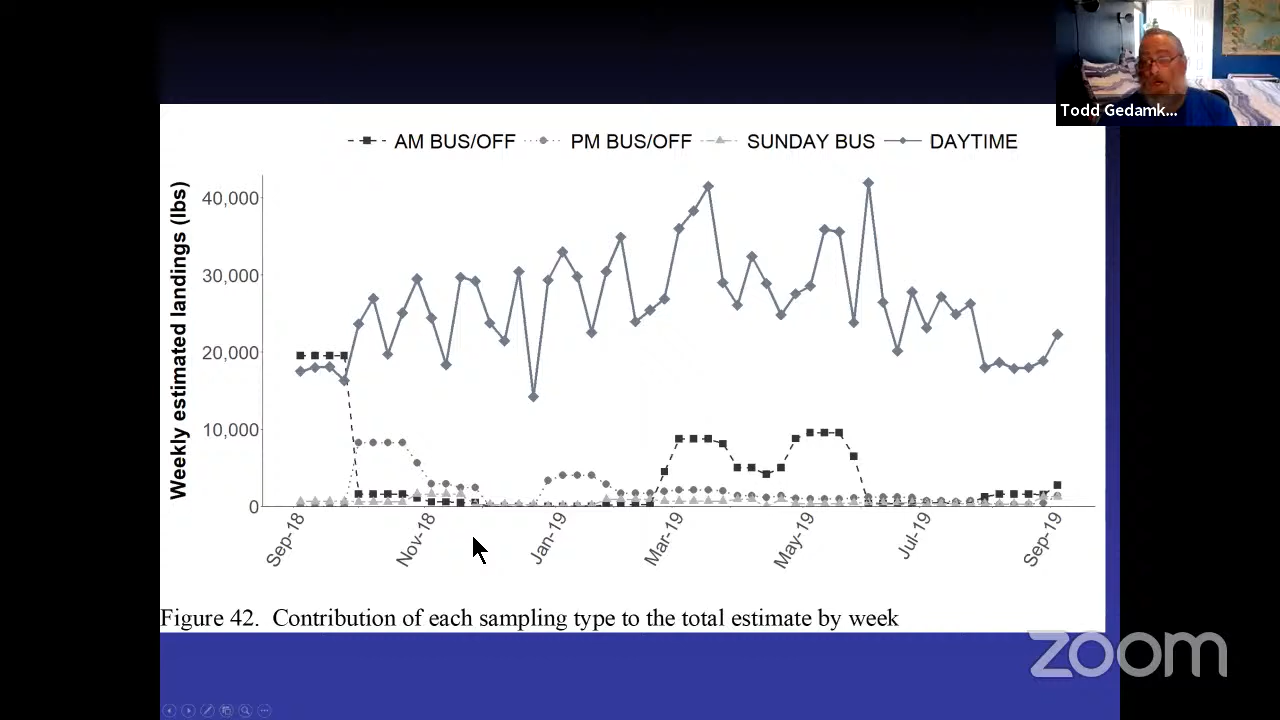 Todd Gedamk...
AM BUS/OFF PM BUS/OFF SUNDAY BUS DAYTIME
Weekly estimated landings (lbs)
40,000
30,000
20,000
10,000
0
Sep-18 Nov-18 Jan-19 Mar-19 May-19 Jul-19 Sep-19
Figure 42. Contribution of each sampling type to the total estimate by week
zoom